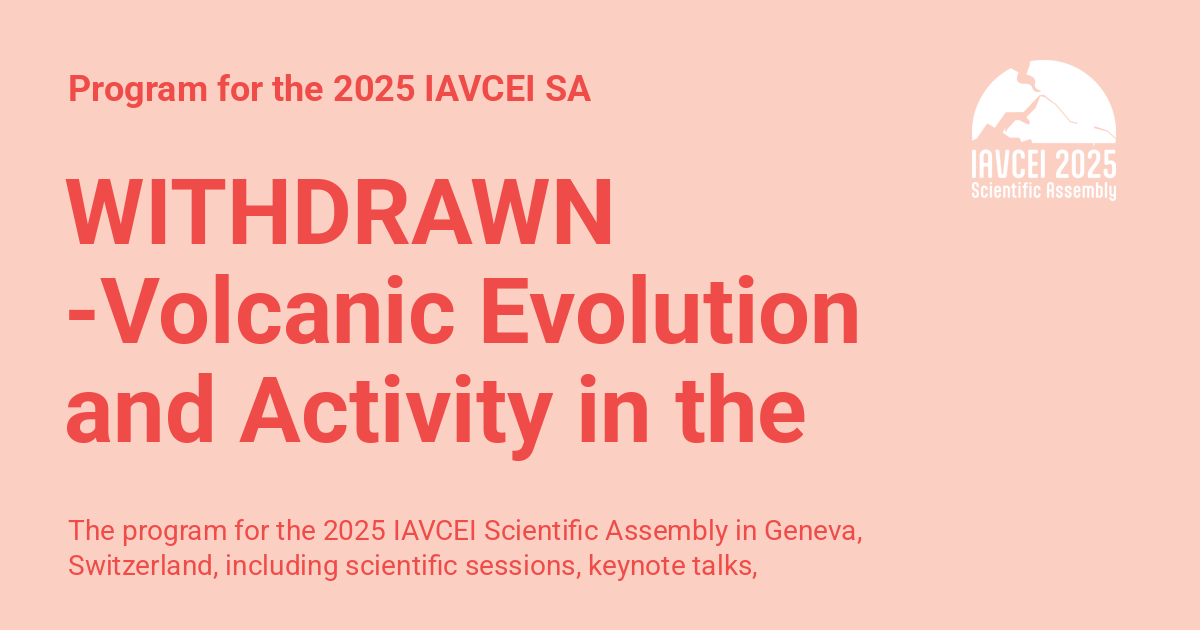 Program for the 2025 IAVCEI SA
IAVCEI 2025
Scientific Assembly
WITHDRAWN
-Volcanic Evolution
and Activity in the
The program for the 2025 IAVCEI Scientific Assembly in Geneva,
Switzerland, including scientific sessions, keynote talks,